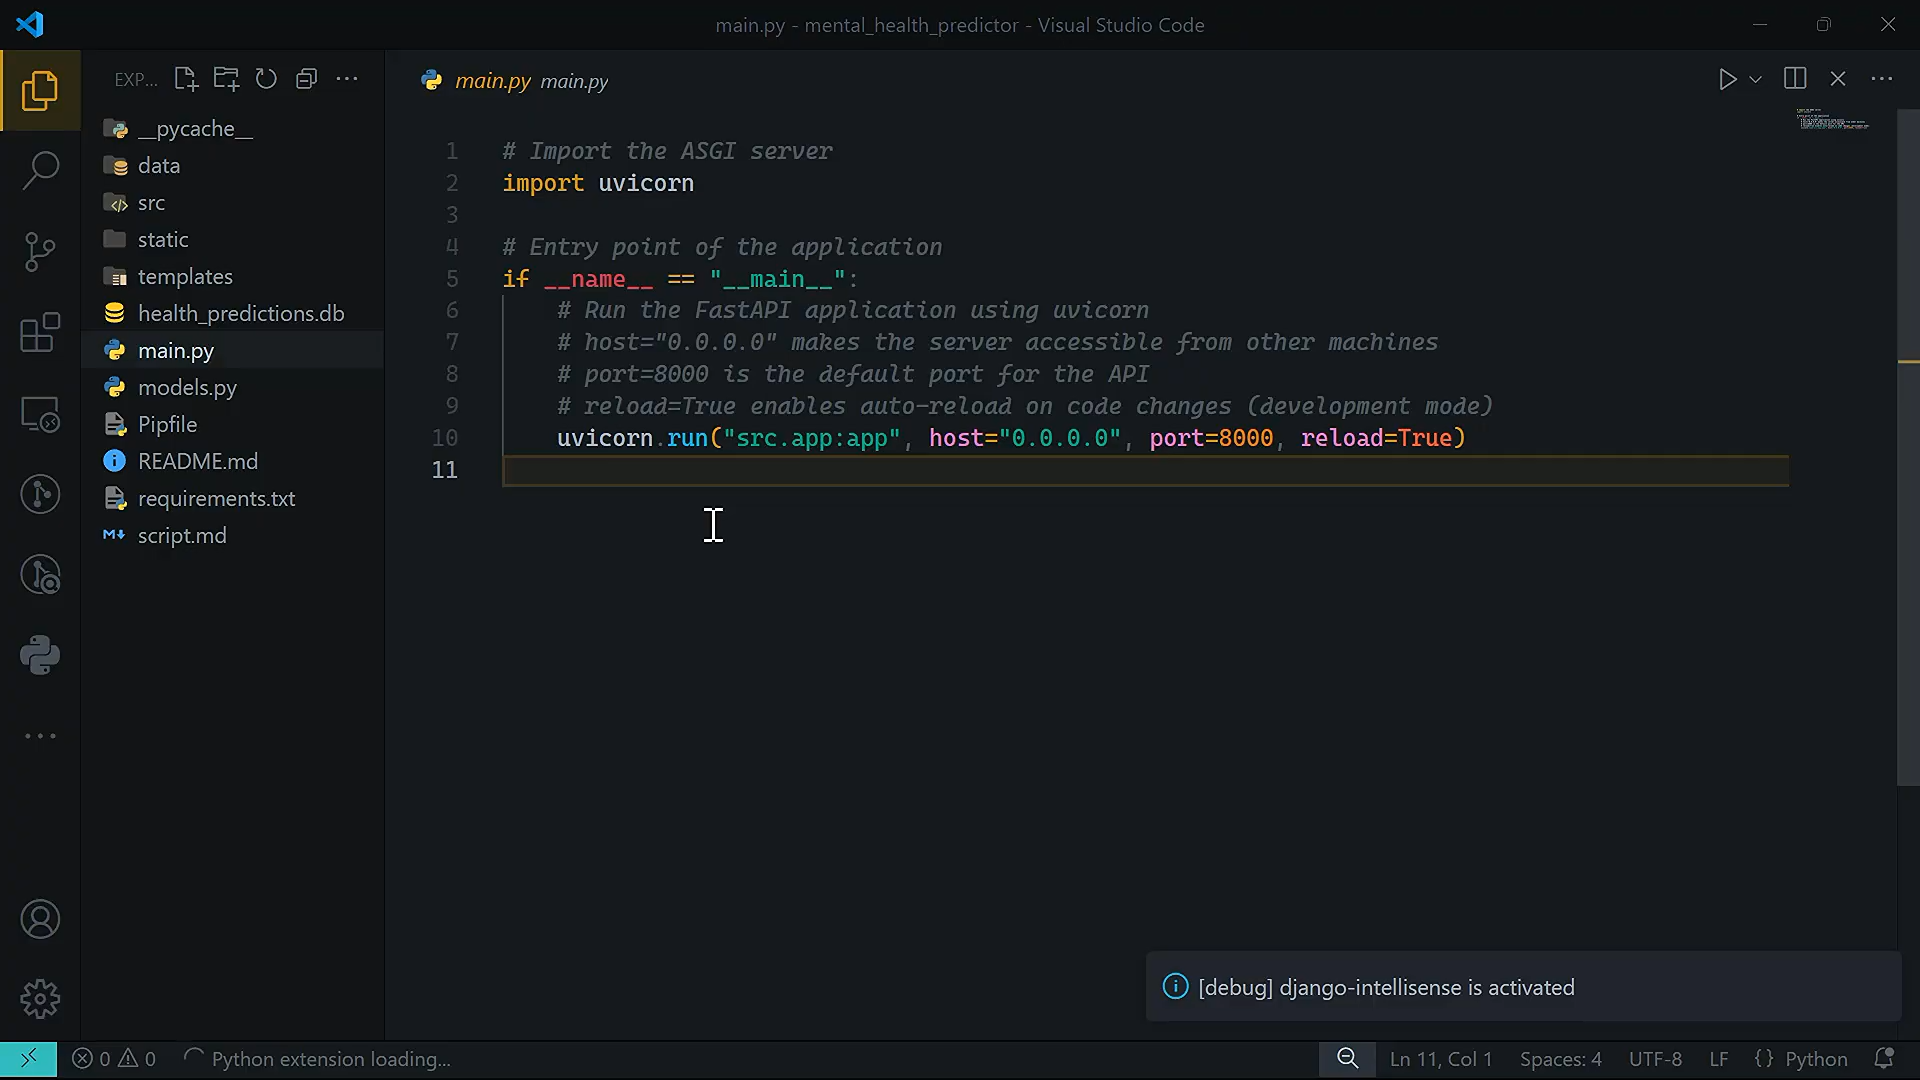 main.py - mental_health_predictor - Visual Studio Code
EXP...
__pycache__
data
src
static
templates
health_predictions.db
main.py
models.py
Pipfile
README.md
requirements.txt
script.md
main.py main.py
1 # Import the ASGI server
2 import uvicorn
3
4 # Entry point of the application
5 if __name__ == "__main__":
6 # Run the FastAPI application using uvicorn
7 # host="0.0.0.0" makes the server accessible from other machines
8 # port=8000 is the default port for the API
9 # reload=True enables auto-reload on code changes (development mode)
10 uvicorn.run("src.app:app", host="0.0.0.0", port=8000, reload=True)
11
[debug] django-intellisense is activated
0 0 Python extension loading... Ln 11, Col 1 Spaces: 4 UTF-8 LF {} Python